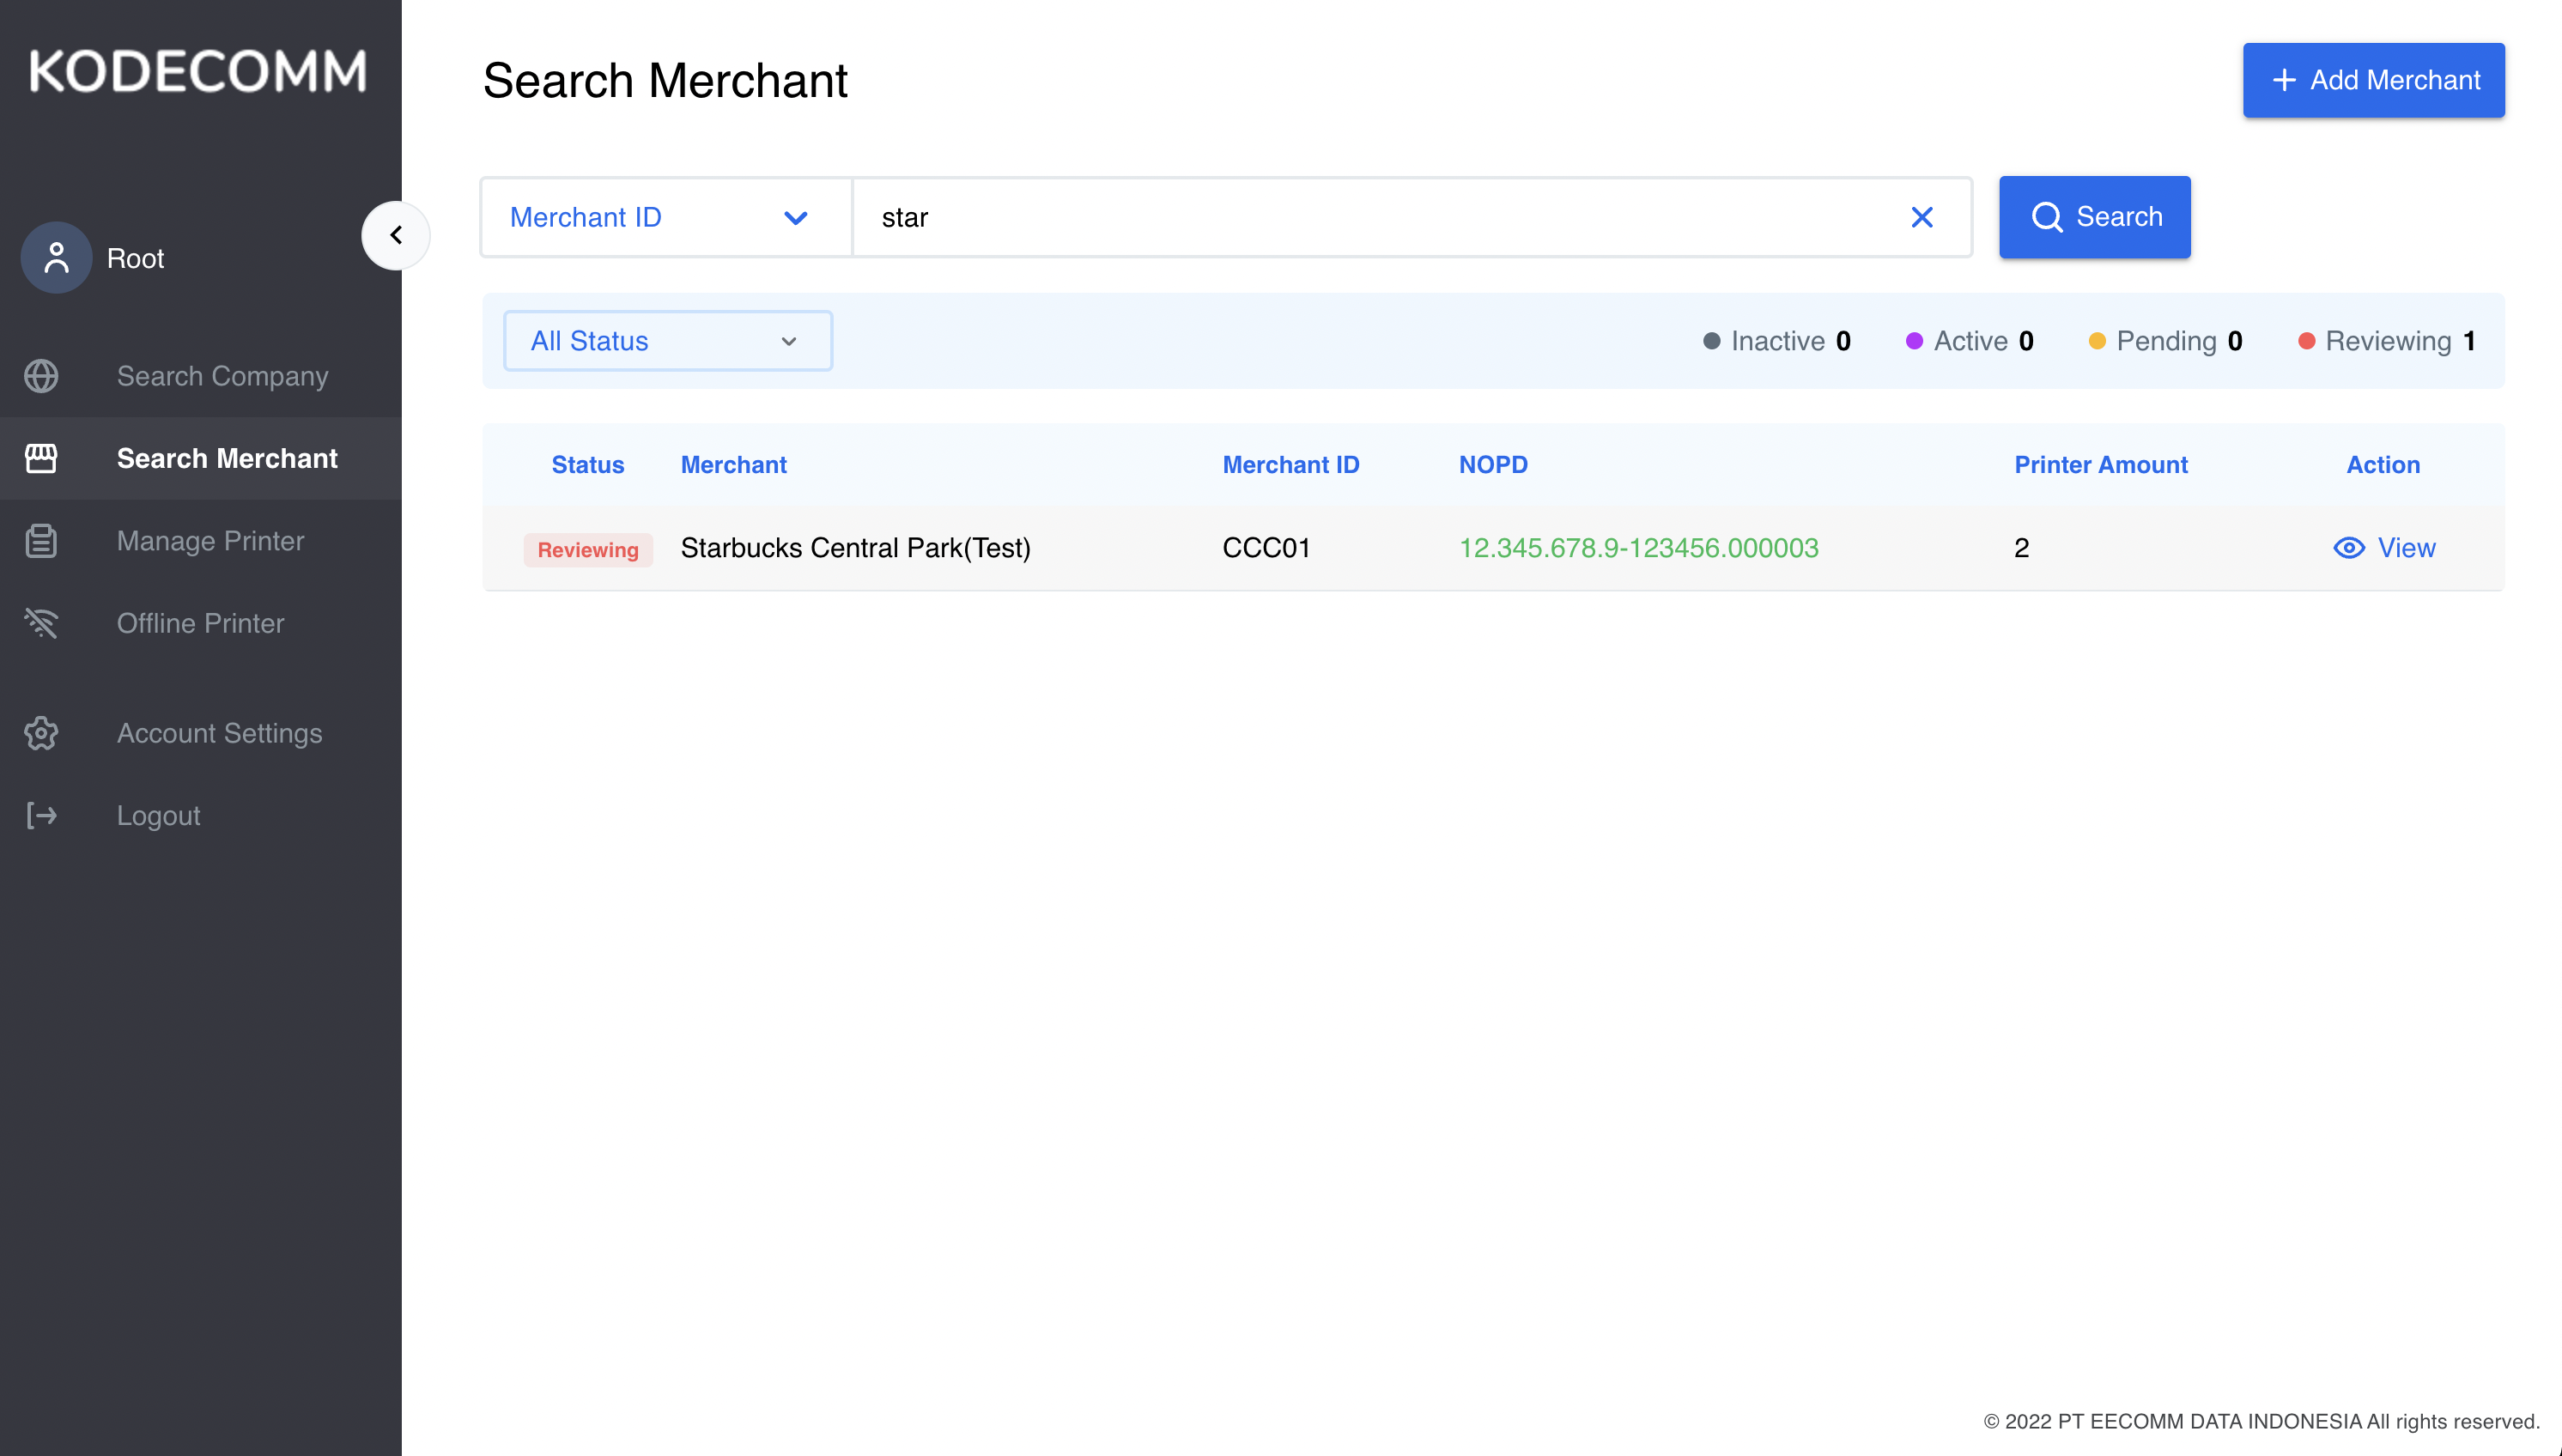 KODECOMM
Root
Search Company
Search Merchant
Manage Printer
Offline Printer
Account Settings
Logout
Search Merchant
Add Merchant
Merchant ID
star
Search
All Status
Inactive 0 Active 0 Pending 0 Reviewing 1
Status Merchant Merchant ID NOPD Printer Amount Action
Reviewing Starbucks Central Park(Test) CCC01 12.345.678.9-123456.000003 2 View
© 2022 PT EECOMM DATA INDONESIA All rights reserved.